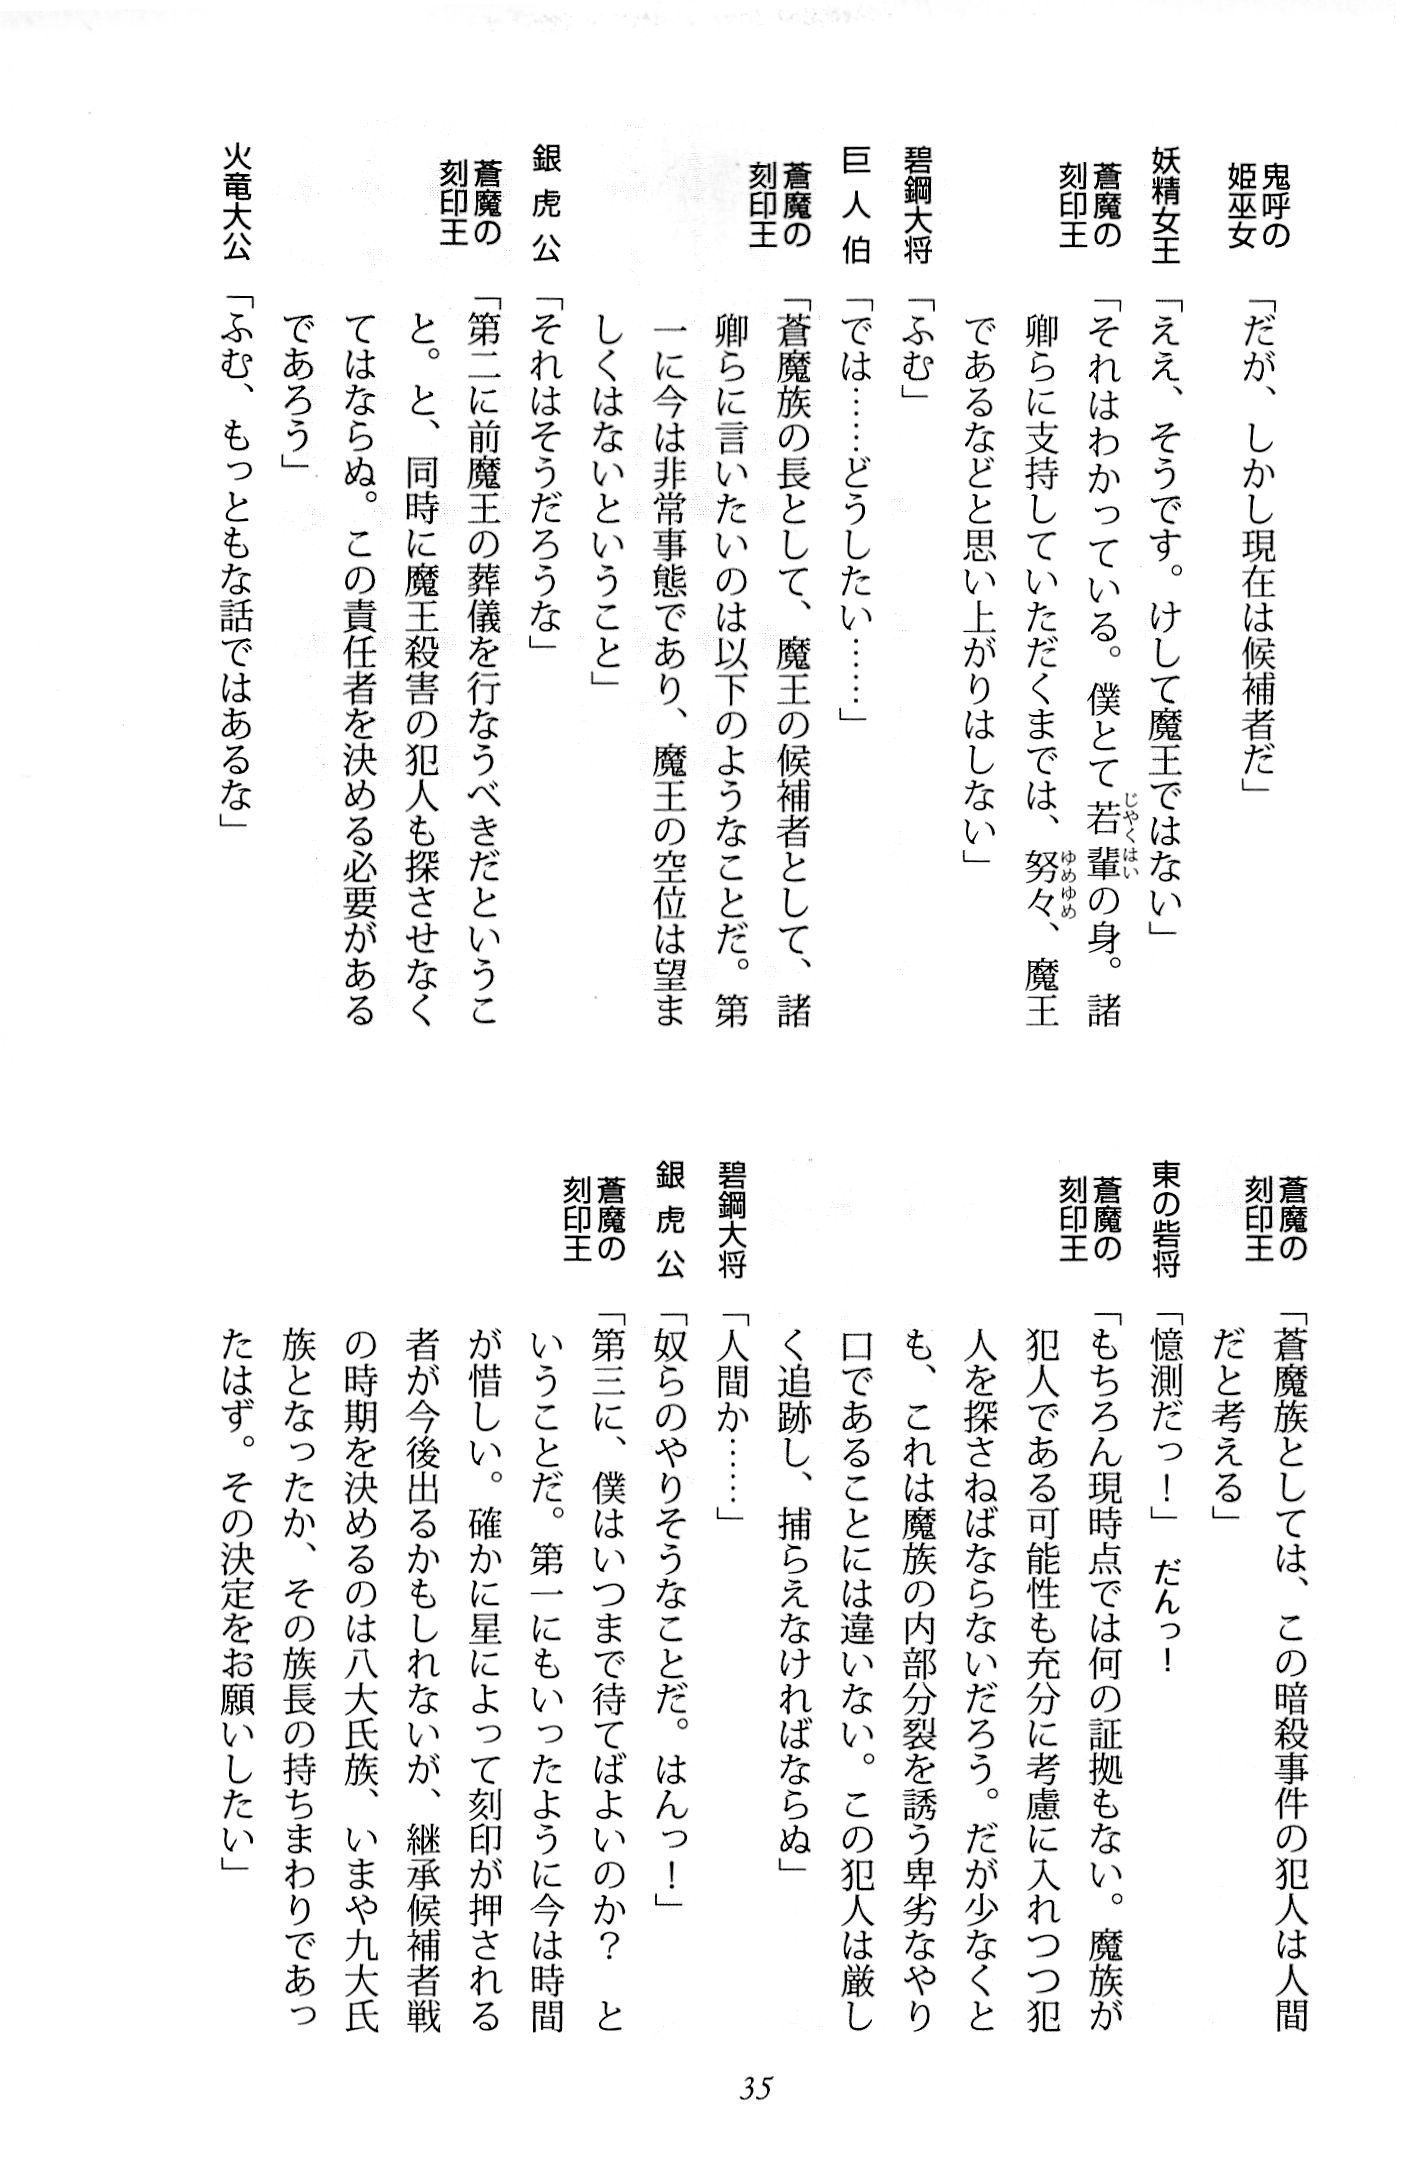 鬼呼の姫巫女「だが、しかし現在は候補者だ」
妖精女王「ええ、そうです。けして魔王ではない」
蒼魔の刻印王「それはわかっている。僕とて若輩の身。諸
卿らに支持していただくまでは、努々、魔王
であるなどと思い上がりはしない」
碧鋼大将「ふむ」
巨人伯「では……どうしたい……」
蒼魔の刻印王「蒼魔族の長として、魔王の候補者として、諸
卿らに言いたいのは以下のようなことだ。第
一に今は非常事態であり、魔王の空位は望ま
しくはないということ」
銀虎公「それはそうだろうな」
蒼魔の刻印王「第二に前魔王の葬儀を行なうべきだというこ
と。と、同時に魔王殺害の犯人も探させなく
てはならぬ。この責任者を決める必要がある
であろう」
火竜大公「ふむ、もっともな話ではあるな」
蒼魔の刻印王「蒼魔族としては、この暗殺事件の犯人は人間
だと考える」
東の砦将「憶測だっ！」 だんっ！
蒼魔の刻印王「もちろん現時点では何の証拠もない。魔族が
犯人である可能性も充分に考慮に入れつつ犯
人を探さねばならないだろう。だが少なくと
も、これは魔族の内部分裂を誘う卑劣なやり
口であることには違いない。この犯人は厳し
く追跡し、捕らえなければならぬ」
碧鋼大将「人間か……」
銀虎公「奴らのやりそうなことだ。はんっ！」
蒼魔の刻印王「第三に、僕はいつまで待てばよいのか？　と
いうことだ。第一にもいったように今は時間
が惜しい。確かに星によって刻印が押される
者が今後出るかもしれないが、継承候補者戦
の時期を決めるのは八大氏族、いまや九大氏
族となったか、その族長の持ちまわりであっ
たはず。その決定をお願いしたい」
35